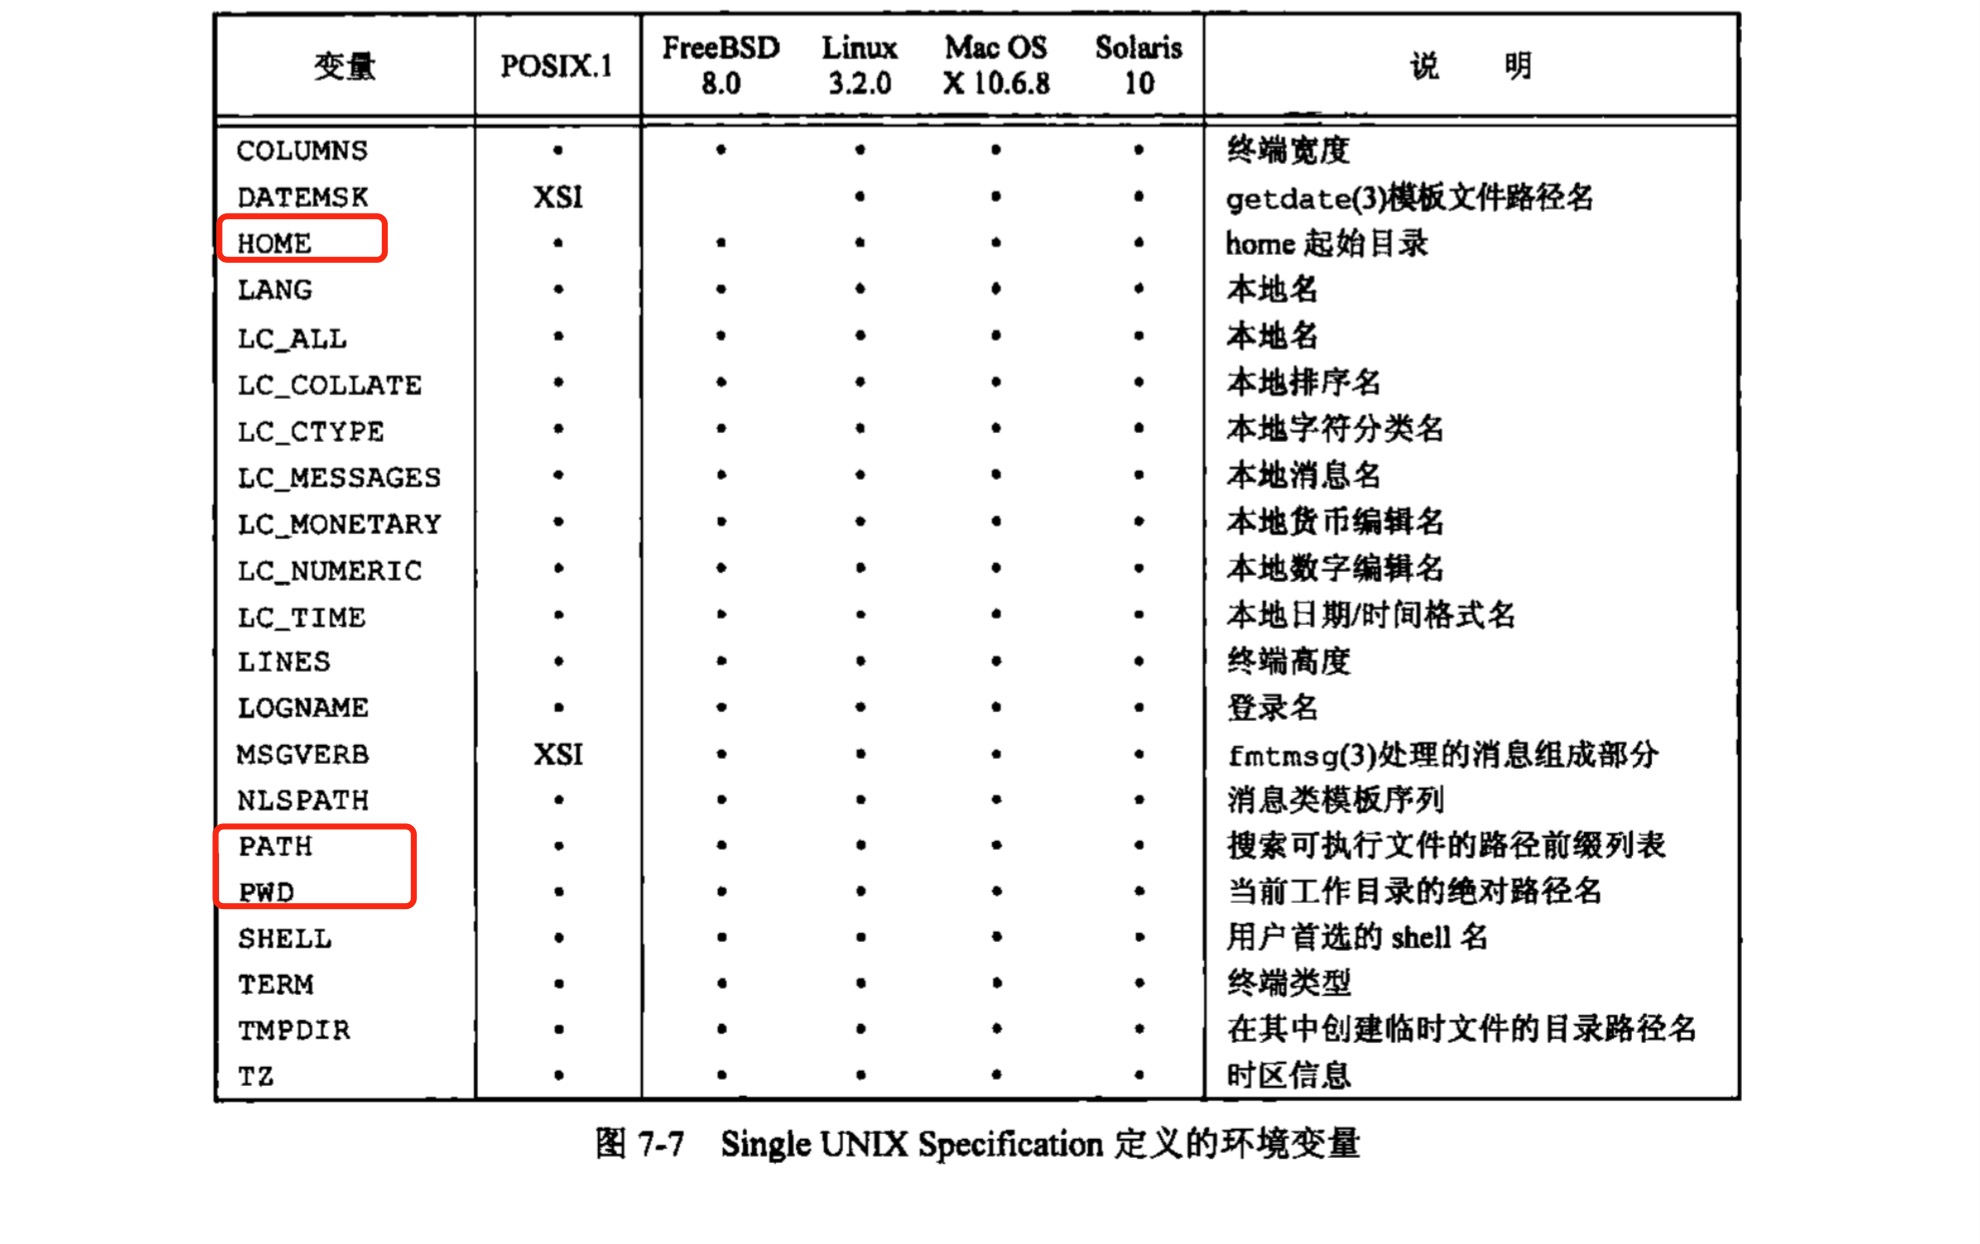 变量 POSIX.1 FreeBSD 8.0 Linux 3.2.0 Mac OS X 10.6.8 Solaris 10 说 明
COLUMNS • • • • • 终端宽度
DATEMSK XSI • • • getdate(3)模板文件路径名
HOME • • • • • home 起始目录
LANG • • • • • 本地名
LC_ALL • • • • • 本地名
LC_COLLATE • • • • • 本地排序名
LC_CTYPE • • • • • 本地字符分类名
LC_MESSAGES • • • • • 本地消息名
LC_MONETARY • • • • • 本地货币编辑名
LC_NUMERIC • • • • • 本地数字编辑名
LC_TIME • • • • • 本地日期/时间格式名
LINES • • • • • 终端高度
LOGNAME • • • • • 登录名
MSGVERB XSI • • • • fmtmsg(3)处理的消息组成部分
NLSPATH • • • • • 消息类模板序列
PATH • • • • • 搜索可执行文件的路径前缀列表
PWD • • • • • 当前工作目录的绝对路径名
SHELL • • • • • 用户首选的 shell 名
TERM • • • • • 终端类型
TMPDIR • • • • • 在其中创建临时文件的目录路径名
TZ • • • • • 时区信息
图 7-7 Single UNIX Specification 定义的环境变量